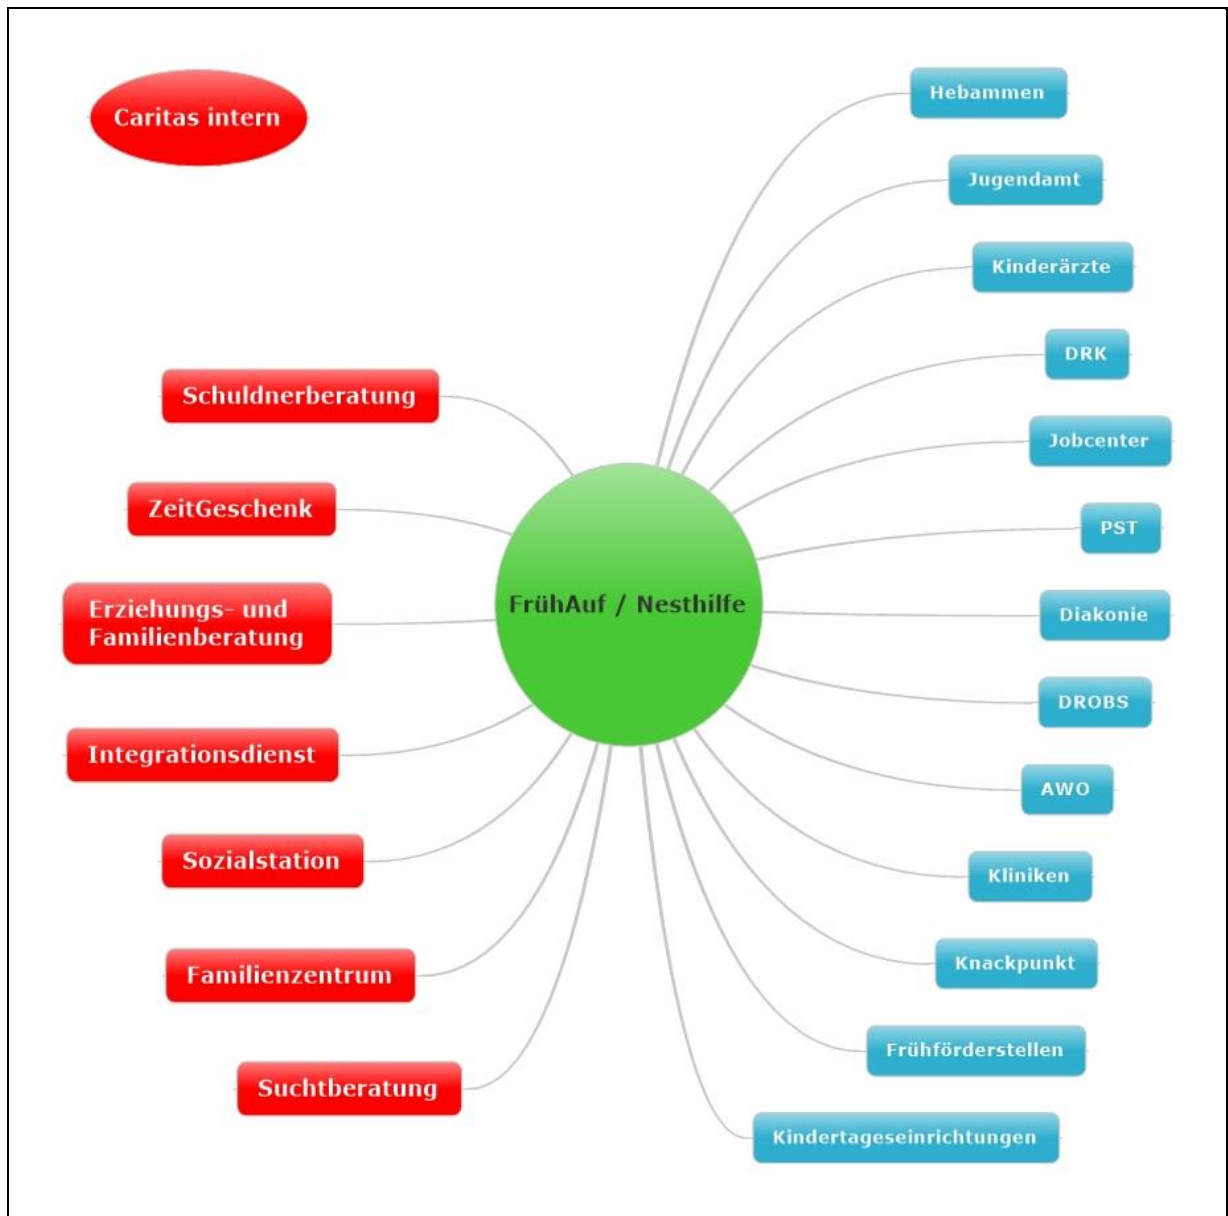 Caritas intern
Schuldnerberatung
ZeitGeschenk
Erziehungs- und
Familienberatung
Integrationsdienst
Sozialstation
Familienzentrum
Suchtberatung
FrühAuf / Nesthilfe
Hebammen
Jugendamt
Kinderärzte
DRK
Jobcenter
PST
Diakonie
DROBS
AWO
Kliniken
Knackpunkt
Frühförderstellen
Kindertageseinrichtungen